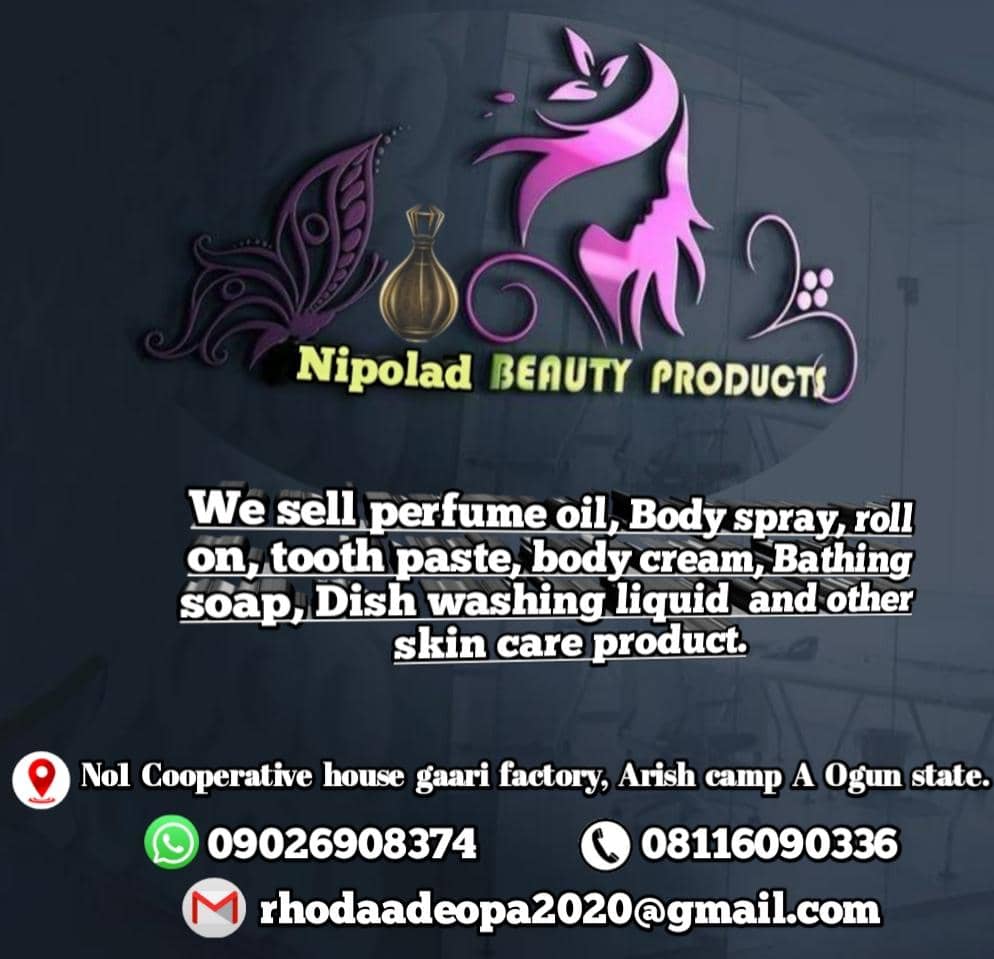 Nipolad BEAUTY PRODUCTS
We sell perfume oil, Body spray, roll
on, tooth paste, body cream, Bathing
soap, Dish washing liquid and other
skin care product.
No1 Cooperative house gaari factory, Arish camp A Ogun state.
09026908374 08116090336
rhodaadeopa2020@gmail.com